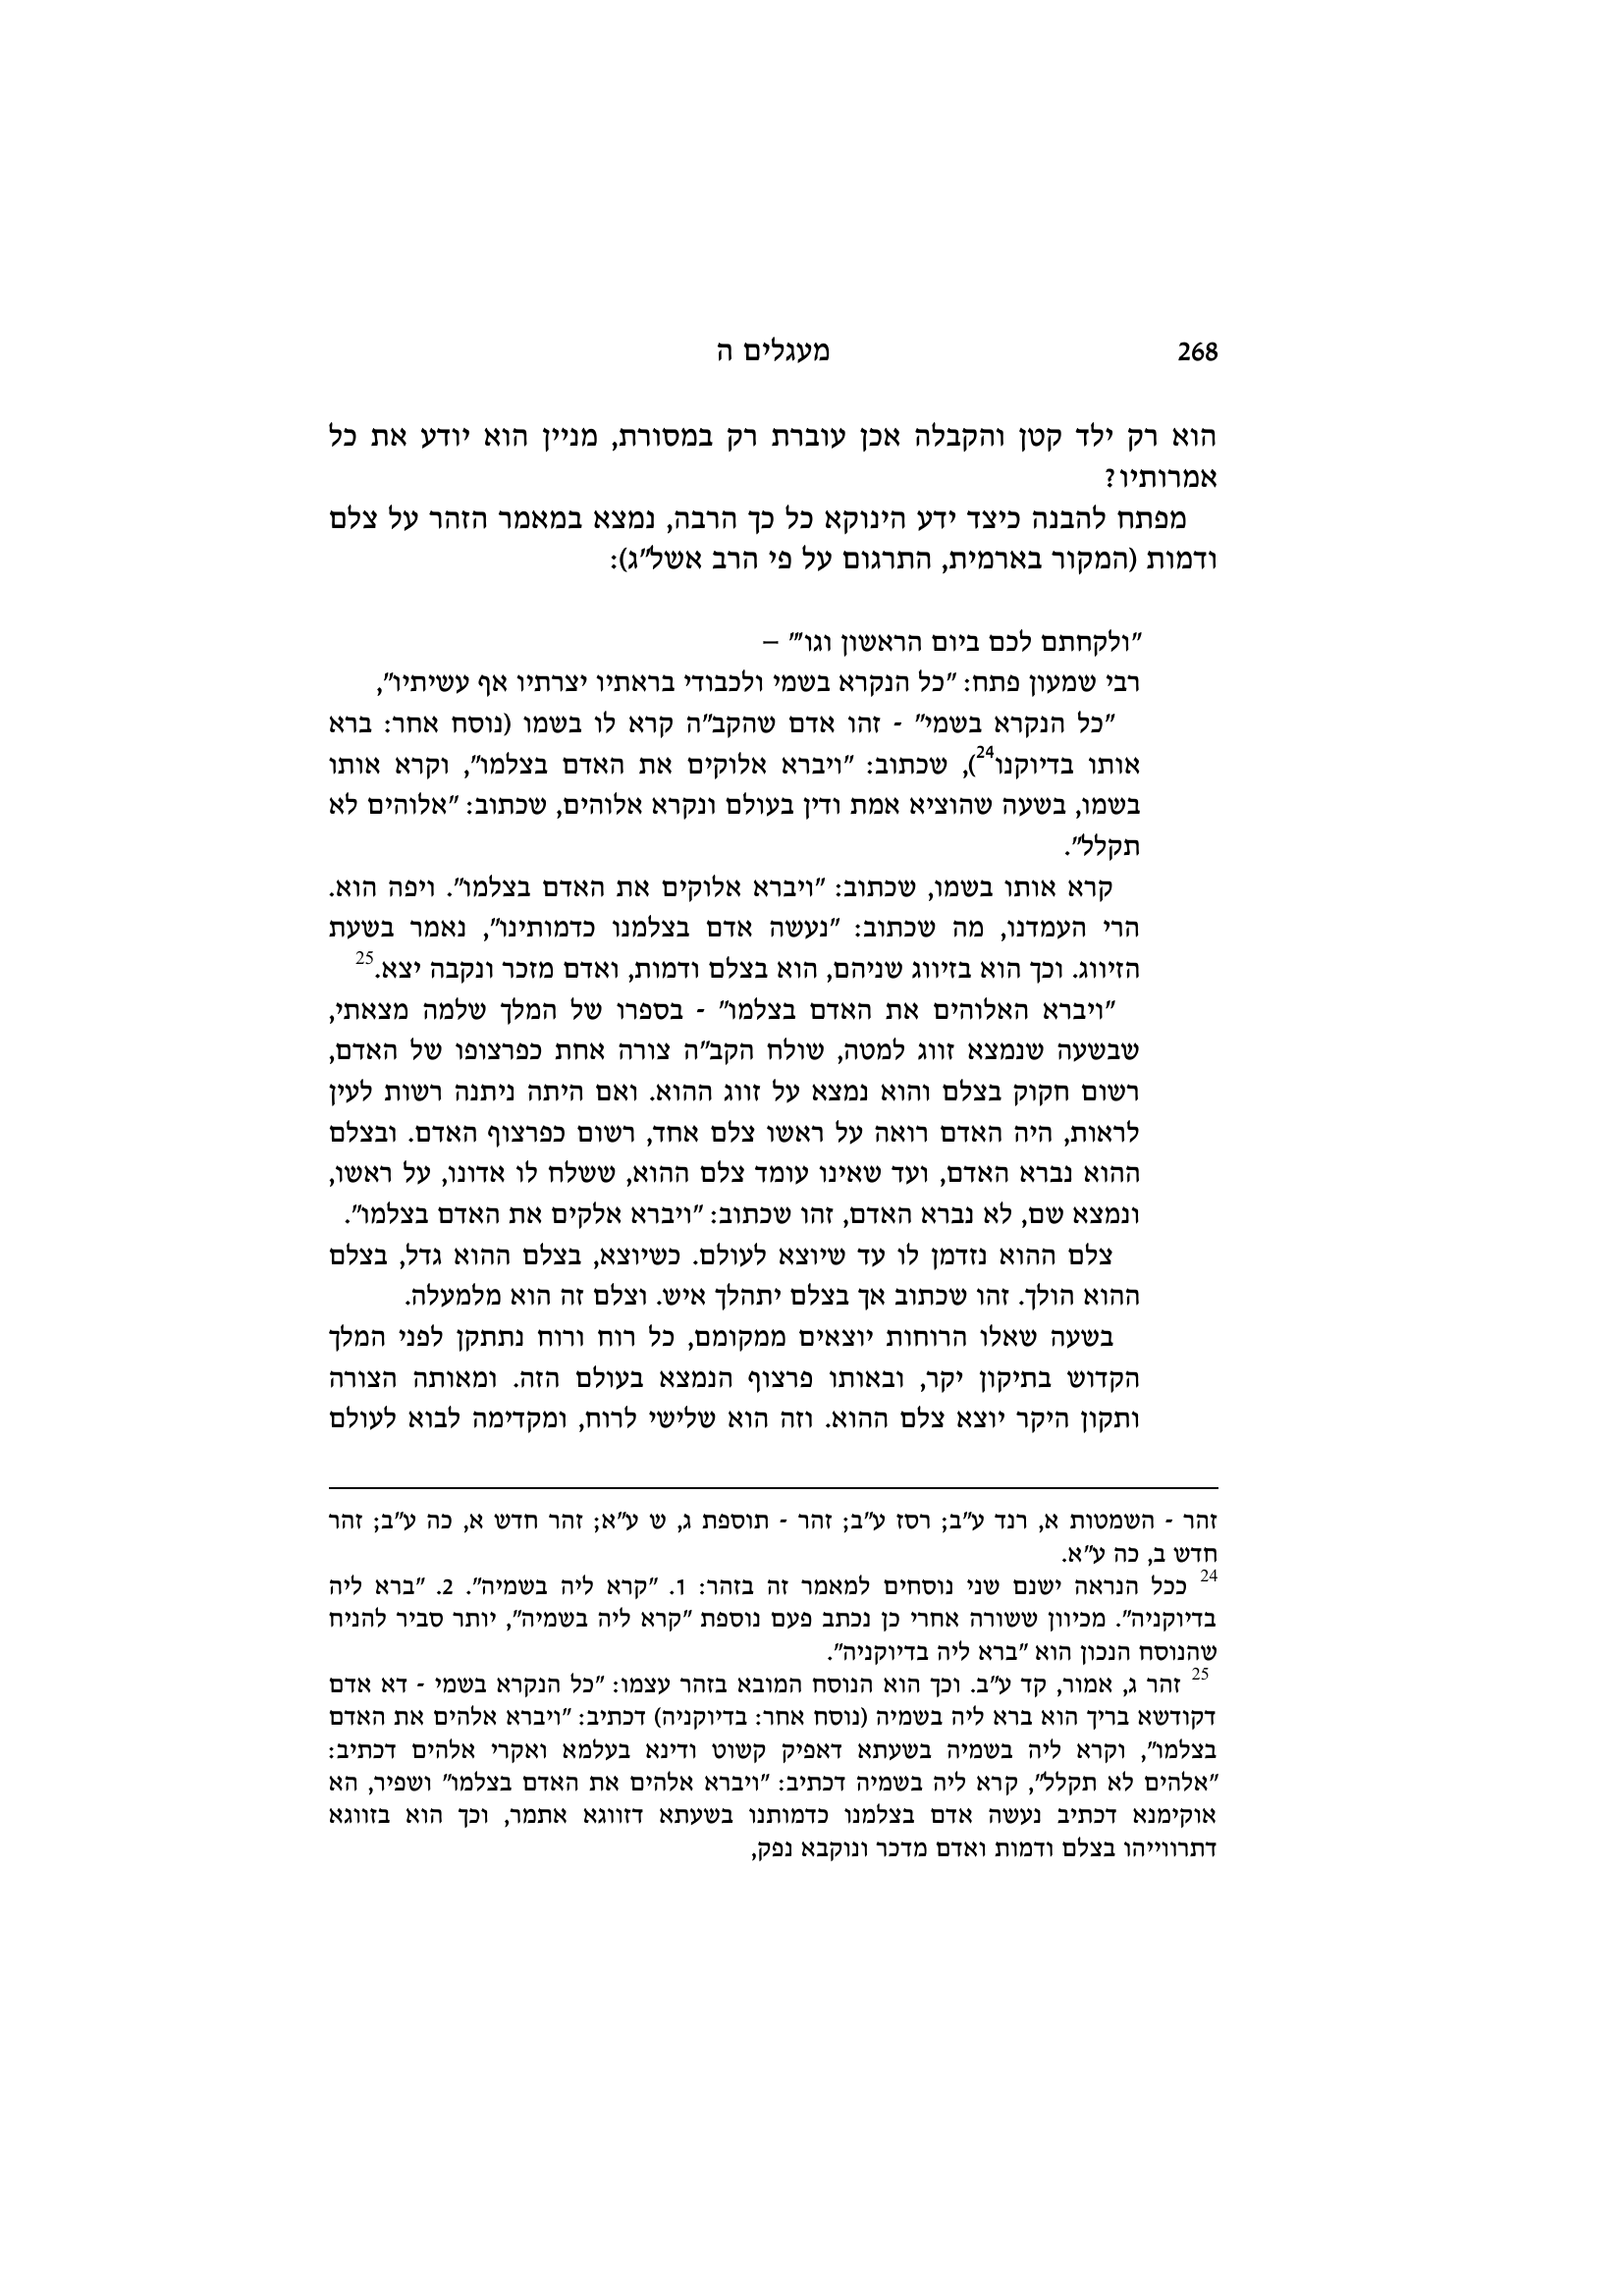 268 מעגלים ה
הוא רק ילד קטן והקבלה אכן עוברת רק במסורת, מניין הוא יודע את כל
אמרותיו?
מפתח להבנה כיצד ידע הינוקא כל כך הרבה, נמצא במאמר הזהר על צלם
ודמות (המקור בארמית, התרגום על פי הרב אשל"ג):
"ולקחתם לכם ביום הראשון וגו'" –
רבי שמעון פתח: "כל הנקרא בשמי ולכבודי בראתיו יצרתיו אף עשיתיו",
"כל הנקרא בשמי" - זהו אדם שהקב"ה קרא לו בשמו (נוסח אחר: ברא
אותו בדיוקנו24), שכתוב: "ויברא אלוקים את האדם בצלמו", וקרא אותו
בשמו, בשעה שהוציא אמת ודין בעולם ונקרא אלוהים, שכתוב: "אלוהים לא
תקלל".
קרא אותו בשמו, שכתוב: "ויברא אלוקים את האדם בצלמו". ויפה הוא.
הרי העמדנו, מה שכתוב: "נעשה אדם בצלמנו כדמותינו", נאמר בשעת
הזיווג. וכך הוא בזיווג שניהם, הוא בצלם ודמות, ואדם מזכר ונקבה יצא.25
"ויברא האלוהים את האדם בצלמו" - בספרו של המלך שלמה מצאתי,
שבשעה שנמצא זווג למטה, שולח הקב"ה צורה אחת כפרצופו של האדם,
רשום חקוק בצלם והוא נמצא על זווג ההוא. ואם היתה ניתנה רשות לעין
לראות, היה האדם רואה על ראשו צלם אחד, רשום כפרצוף האדם. ובצלם
ההוא נברא האדם, ועד שאינו עומד צלם ההוא, ששלח לו אדונו, על ראשו,
ונמצא שם, לא נברא האדם, זהו שכתוב: "ויברא אלקים את האדם בצלמו".
צלם ההוא נזדמן לו עד שיוצא לעולם. כשיוצא, בצלם ההוא גדל, בצלם
ההוא הולך. זהו שכתוב אך בצלם יתהלך איש. וצלם זה הוא מלמעלה.
בשעה שאלו הרוחות יוצאים ממקומם, כל רוח ורוח נתתקן לפני המלך
הקדוש בתיקון יקר, ובאותו פרצוף הנמצא בעולם הזה. ומאותה הצורה
ותקון היקר יוצא צלם ההוא. וזה הוא שלישי לרוח, ומקדימה לבוא לעולם
זהר - השמטות א, רנד ע"ב; רסז ע"ב; זהר - תוספת ג, ש ע"א; זהר חדש א, כה ע"ב; זהר
חדש ב, כה ע"א.
24 ככל הנראה ישנם שני נוסחים למאמר זה בזהר: 1. "קרא ליה בשמיה". 2. "ברא ליה
בדיוקניה". מכיוון ששורה אחרי כן נכתב פעם נוספת "קרא ליה בשמיה", יותר סביר להניח
שהנוסח הנכון הוא "ברא ליה בדיוקניה".
25 זהר ג, אמור, קד ע"ב. וכך הוא הנוסח המובא בזהר עצמו: "כל הנקרא בשמי - דא אדם
דקודשא בריך הוא ברא ליה בשמיה (נוסח אחר: בדיוקניה) דכתיב: "ויברא אלהים את האדם
בצלמו", וקרא ליה בשמיה בשעתא דאפיק קשוט ודינא בעלמא ואקרי אלהים דכתיב:
"אלהים לא תקלל", קרא ליה בשמיה דכתיב: "ויברא אלהים את האדם בצלמו" ושפיר, הא
אוקימנא דכתיב נעשה אדם בצלמנו כדמותנו בשעתא דזווגא אתמר, וכך הוא בזווגא
דתרווייהו בצלם ודמות ואדם מדכר ונוקבא נפק,